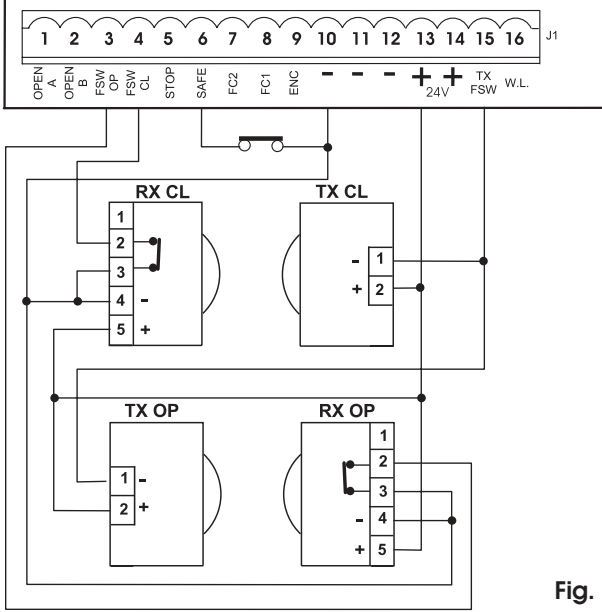 1 2 3 4 5 6 7 8 9 10 11 12 13 14 15 16 J1
OPEN A
OPEN B
FSW OP
FSW CL
STOP
SAFE
FC2
FC1
ENC
- - - + +
24V
TX FSW
W.L.
RX CL
1
2
3
4 -
5 +
TX CL
- 1
+ 2
TX OP
1 -
2 +
RX OP
1
2
3
- 4
+ 5
Fig.